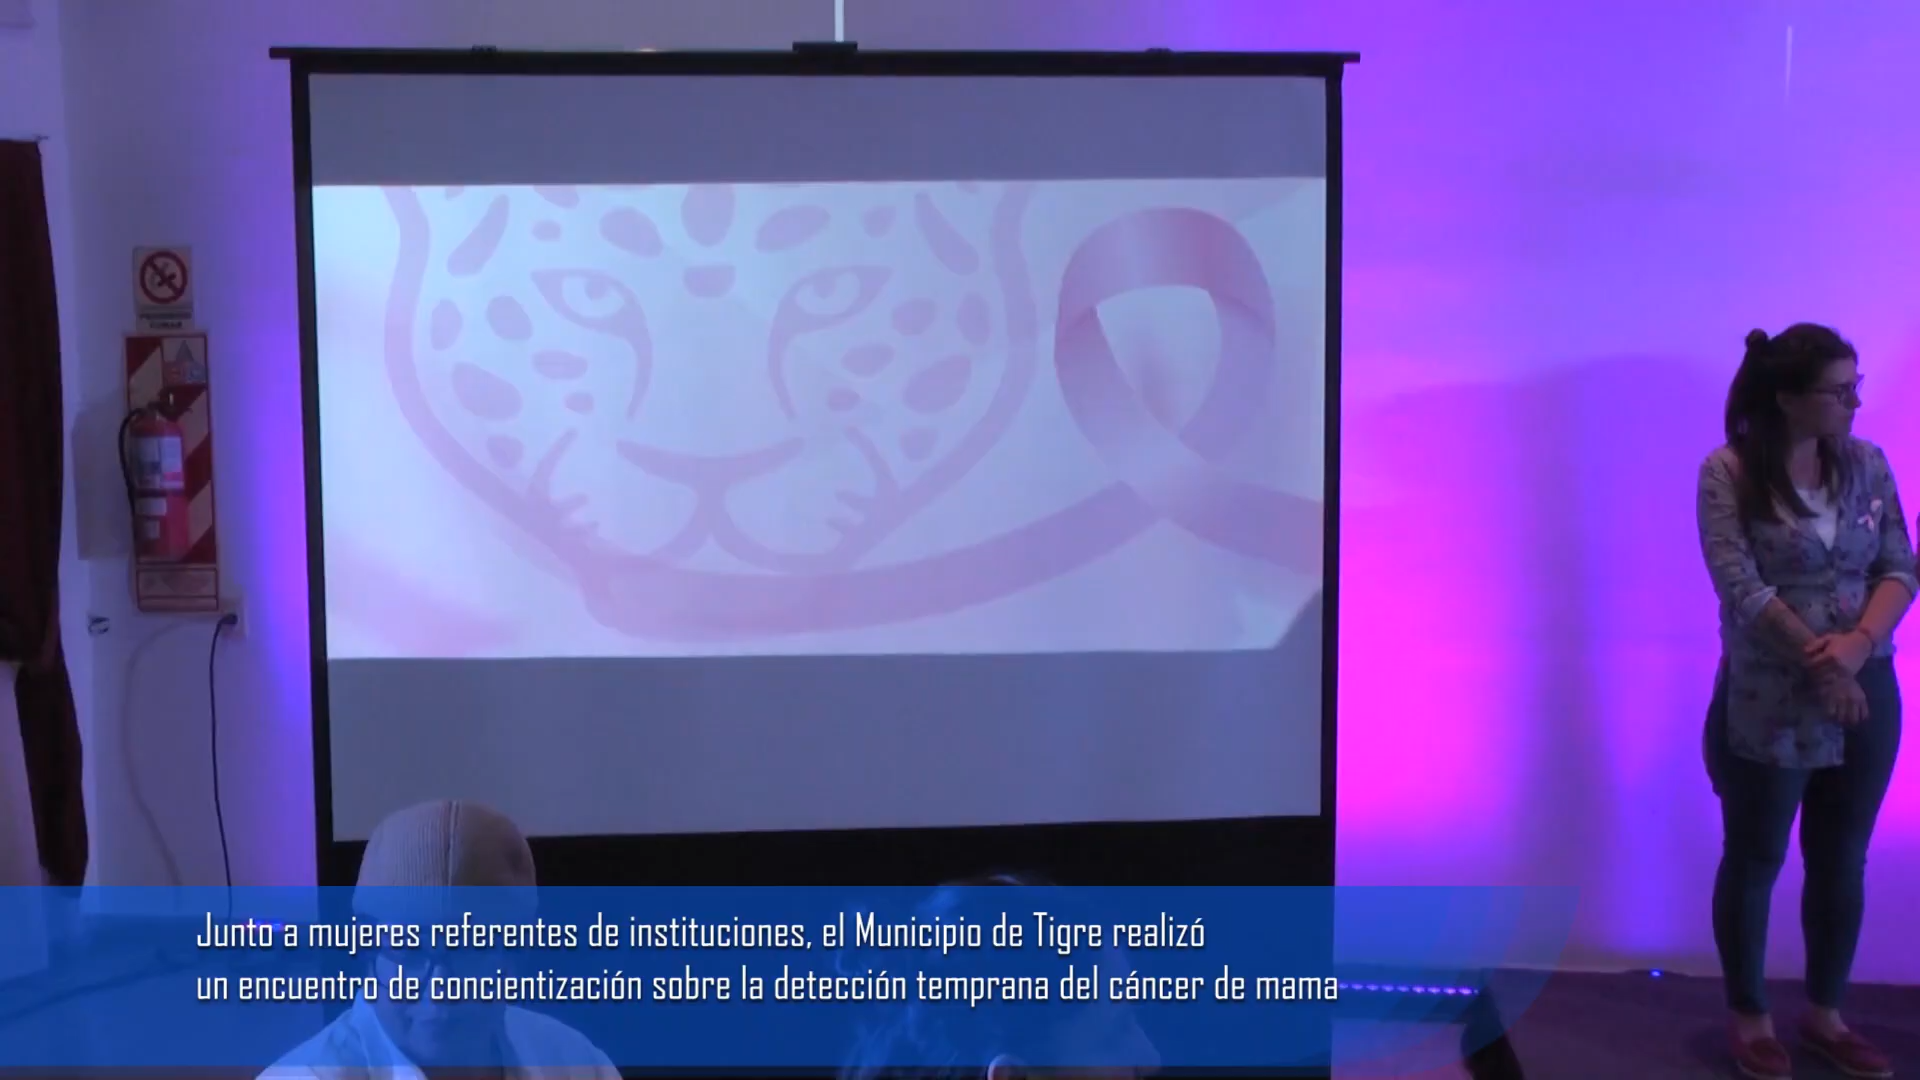 Junto a mujeres referentes de instituciones, el Municipio de Tigre realizó
un encuentro de concientización sobre la detección temprana del cáncer de mama